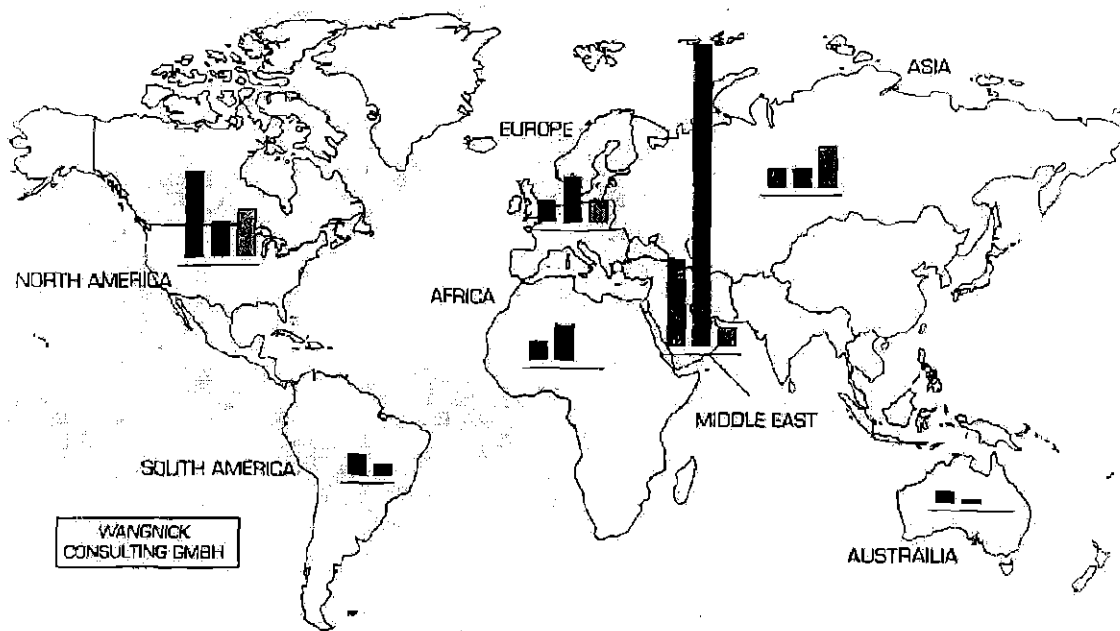 ASIA
EUROPE
NORTH AMERICA
AFRICA
MIDDLE EAST
SOUTH AMERICA
WANGNICK
CONSULTING GMBH
AUSTRAILIA